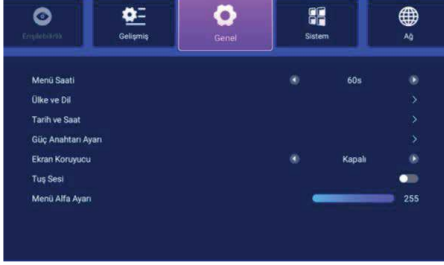 Erişilebilirlik
Gelişmiş
Genel
Sistem
Ağ
Menü Saati 60s
Ülke ve Dil
Tarih ve Saat
Güç Anahtarı Ayarı
Ekran Koruyucu Kapalı
Tuş Sesi
Menü Alfa Ayarı 255